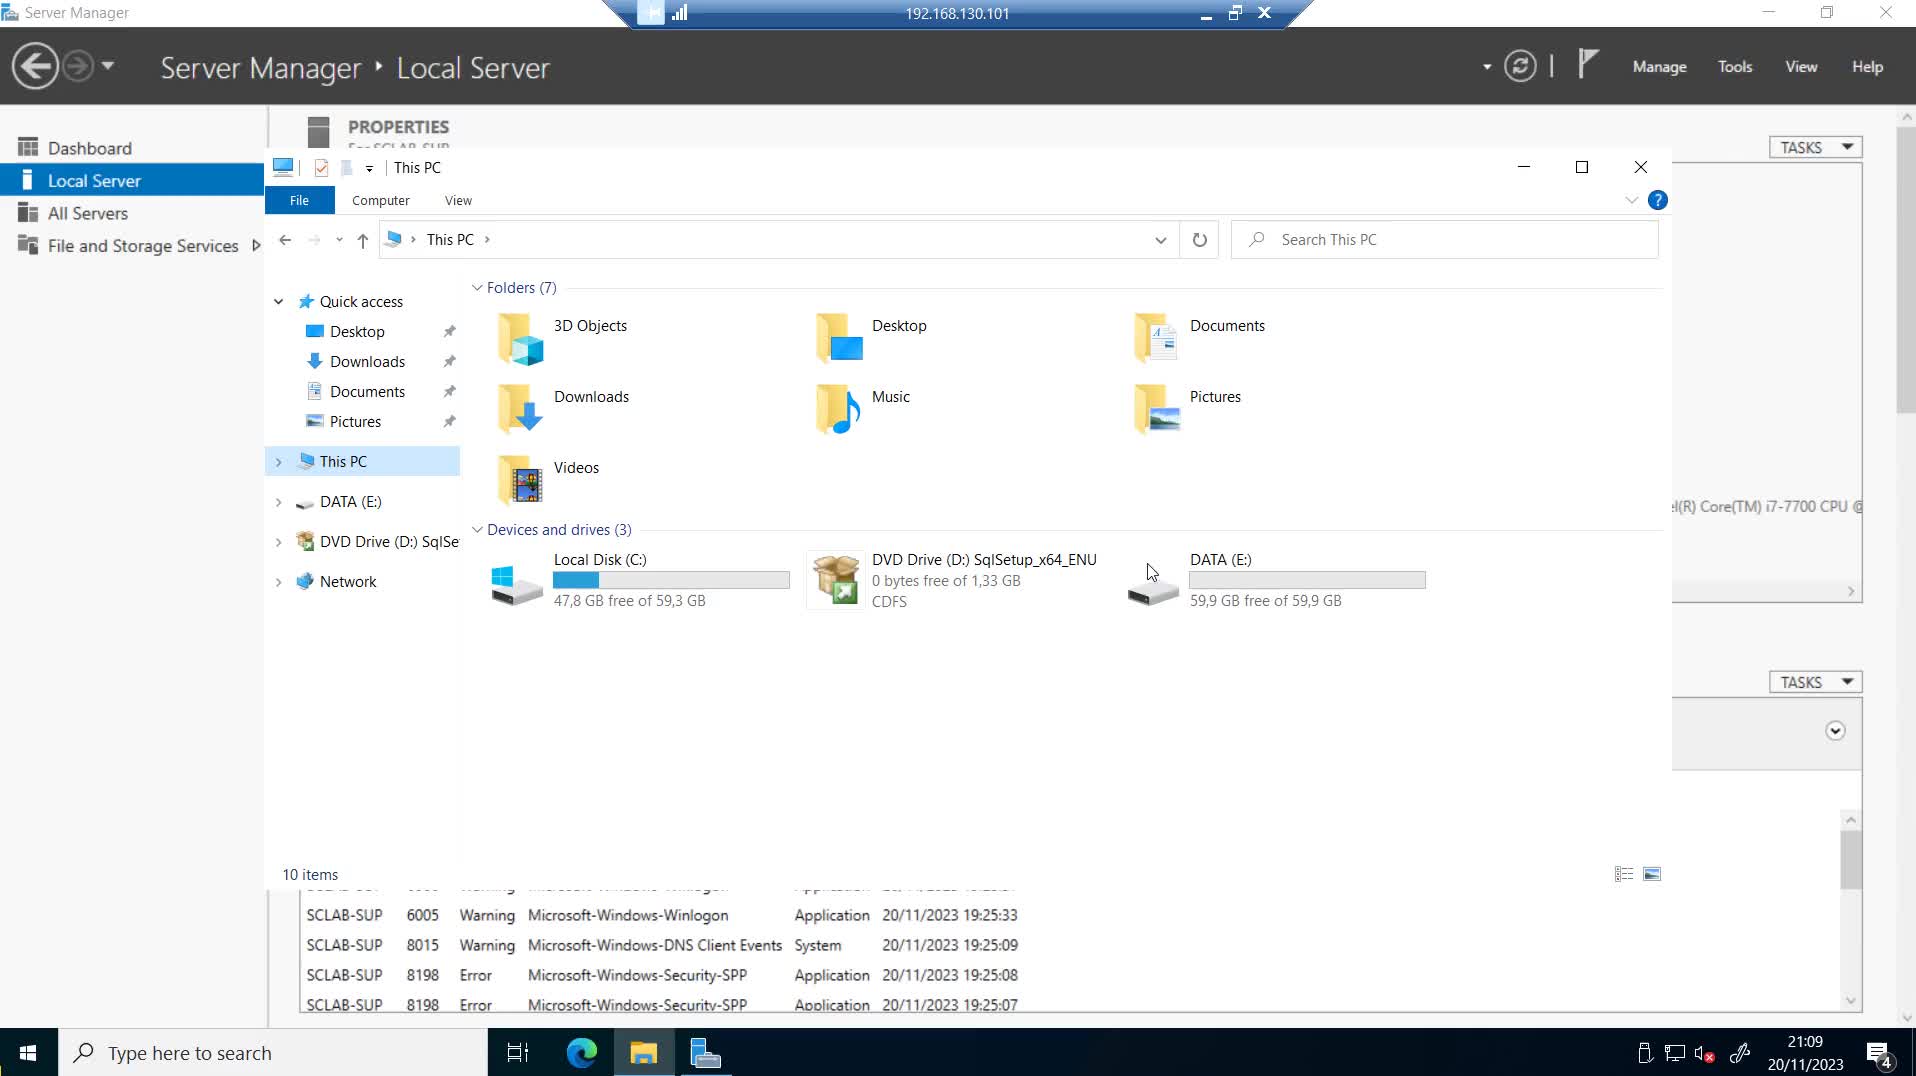 Server Manager
192.168.130.101
Server Manager ‣ Local Server
Manage Tools View Help
Dashboard
Local Server
All Servers
File and Storage Services
PROPERTIES
For SCLAB-SUP
TASKS
This PC
File Computer View
This PC
Search This PC
Quick access
Desktop
Downloads
Documents
Pictures
This PC
DATA (E:)
DVD Drive (D:) SqlSe
Network
Folders (7)
3D Objects
Desktop
Documents
Downloads
Music
Pictures
Videos
Devices and drives (3)
Local Disk (C:)
47,8 GB free of 59,3 GB
DVD Drive (D:) SqlSetup_x64_ENU
0 bytes free of 1,33 GB
CDFS
DATA (E:)
59,9 GB free of 59,9 GB
el(R) Core(TM) i7-7700 CPU @
TASKS
10 items
SCLAB-SUP 6005 Warning Microsoft-Windows-Winlogon Application 20/11/2023 19:25:33
SCLAB-SUP 8015 Warning Microsoft-Windows-DNS Client Events System 20/11/2023 19:25:09
SCLAB-SUP 8198 Error Microsoft-Windows-Security-SPP Application 20/11/2023 19:25:08
SCLAB-SUP 8198 Error Microsoft-Windows-Security-SPP Application 20/11/2023 19:25:07
Type here to search
21:09
20/11/2023
4